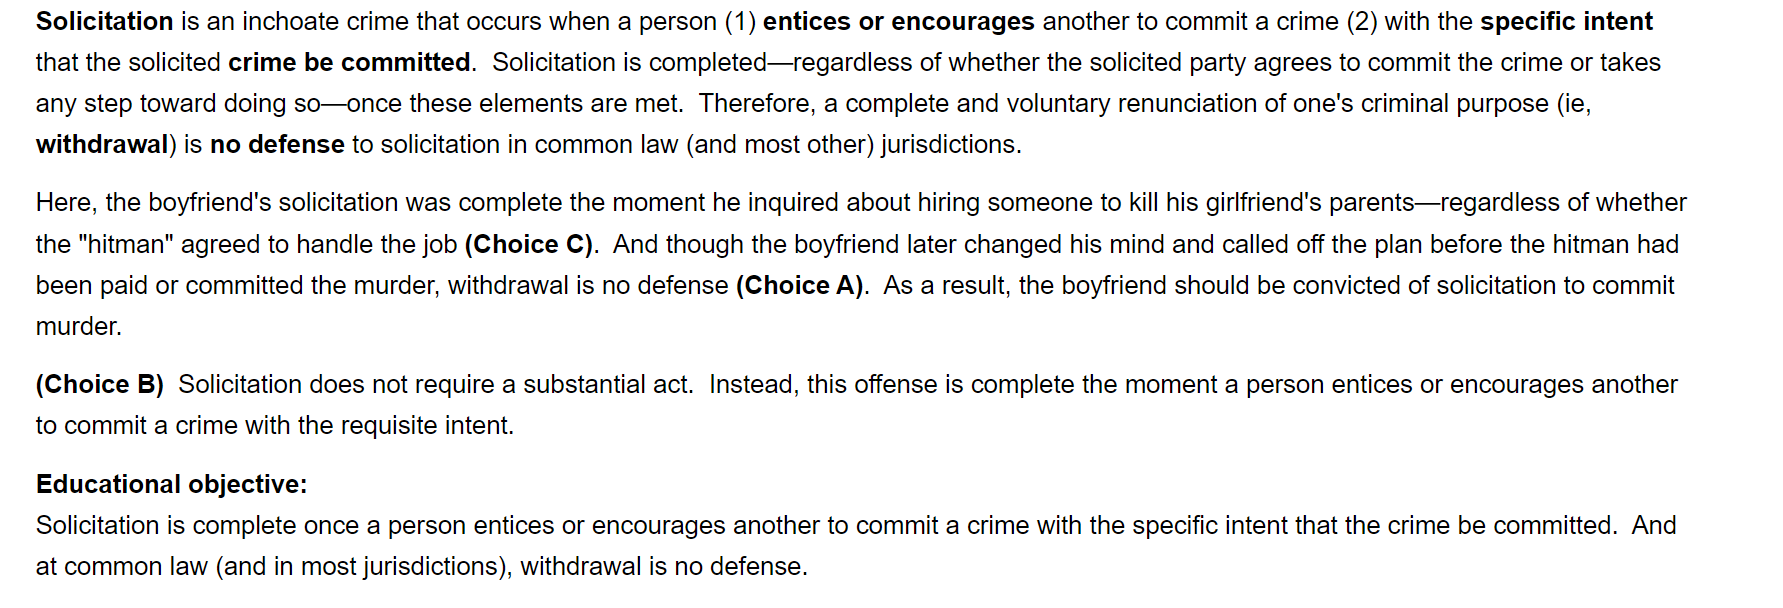 Solicitation is an inchoate crime that occurs when a person (1) entices or encourages another to commit a crime (2) with the specific intent
that the solicited crime be committed.  Solicitation is completed—regardless of whether the solicited party agrees to commit the crime or takes
any step toward doing so—once these elements are met.  Therefore, a complete and voluntary renunciation of one's criminal purpose (ie,
withdrawal) is no defense to solicitation in common law (and most other) jurisdictions.
Here, the boyfriend's solicitation was complete the moment he inquired about hiring someone to kill his girlfriend's parents—regardless of whether
the "hitman" agreed to handle the job (Choice C).  And though the boyfriend later changed his mind and called off the plan before the hitman had
been paid or committed the murder, withdrawal is no defense (Choice A).  As a result, the boyfriend should be convicted of solicitation to commit
murder.
(Choice B)  Solicitation does not require a substantial act.  Instead, this offense is complete the moment a person entices or encourages another
to commit a crime with the requisite intent.
Educational objective:
Solicitation is complete once a person entices or encourages another to commit a crime with the specific intent that the crime be committed.  And
at common law (and in most jurisdictions), withdrawal is no defense.